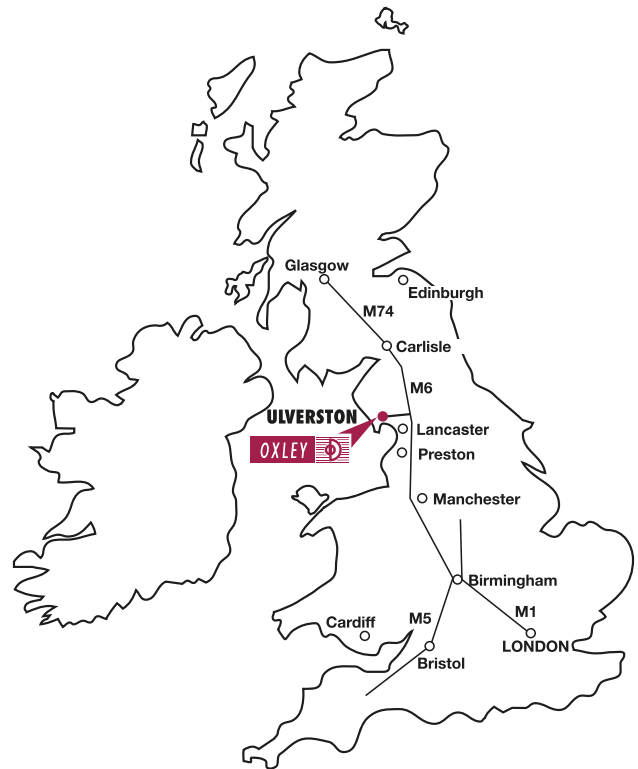 Glasgow
Edinburgh
M74
Carlisle
M6
ULVERSTON
OXLEY
Lancaster
Preston
Manchester
Birmingham
M1
M5
Cardiff
LONDON
Bristol